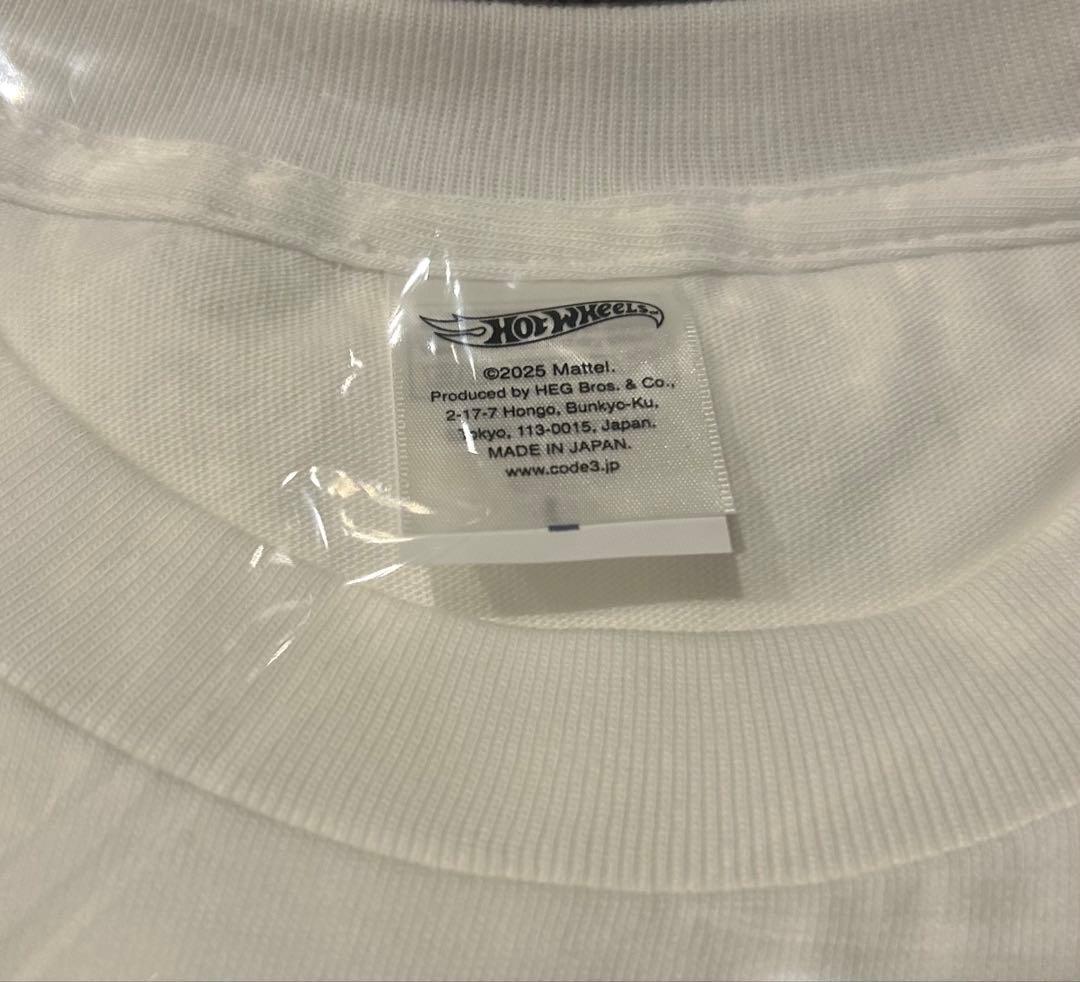 HOT WHEELS
©2025 Mattel.
Produced by HEG Bros. & Co.,
2-17-7 Hongo, Bunkyo-Ku,
Tokyo, 113-0015, Japan.
MADE IN JAPAN.
www.code3.jp